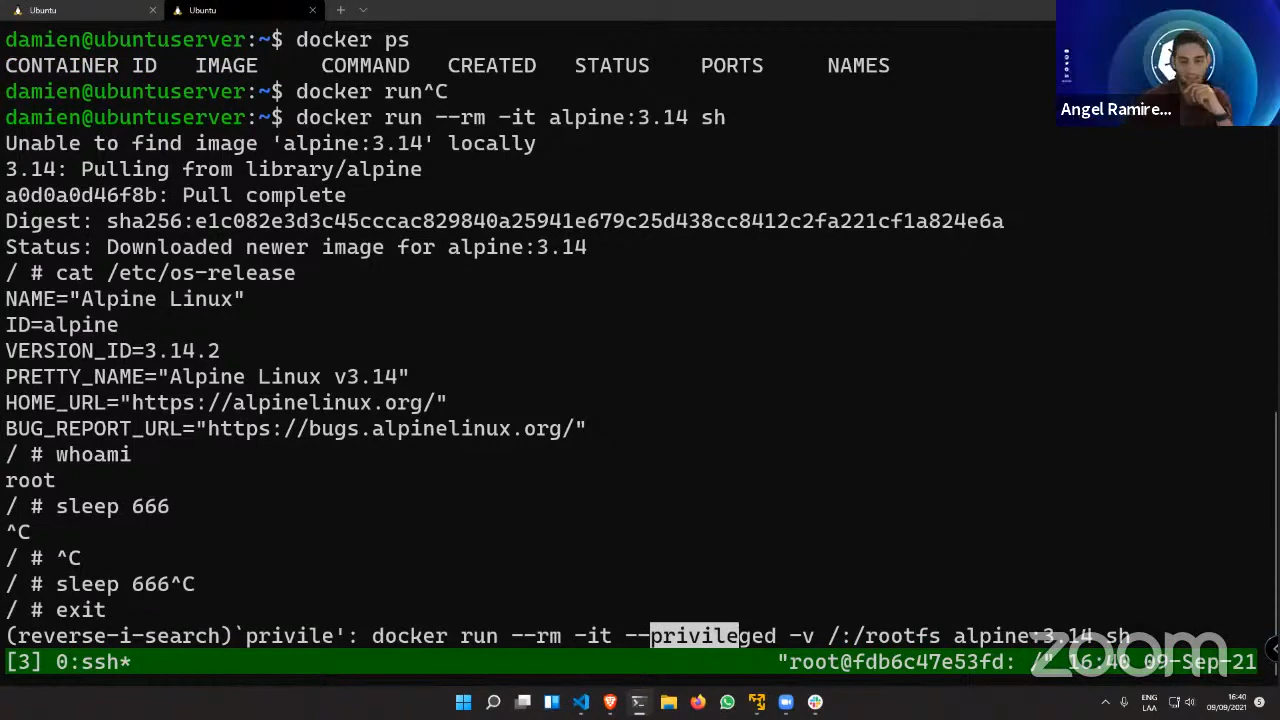 Ubuntu
Ubuntu
damien@ubuntuserver:~$ docker ps
CONTAINER ID   IMAGE     COMMAND   CREATED   STATUS    PORTS     NAMES
damien@ubuntuserver:~$ docker run^C
damien@ubuntuserver:~$ docker run --rm -it alpine:3.14 sh
Unable to find image 'alpine:3.14' locally
3.14: Pulling from library/alpine
a0d0a0d46f8b: Pull complete
Digest: sha256:e1c082e3d3c45cccac829840a25941e679c25d438cc8412c2fa221cf1a824e6a
Status: Downloaded newer image for alpine:3.14
/ # cat /etc/os-release
NAME="Alpine Linux"
ID=alpine
VERSION_ID=3.14.2
PRETTY_NAME="Alpine Linux v3.14"
HOME_URL="https://alpinelinux.org/"
BUG_REPORT_URL="https://bugs.alpinelinux.org/"
/ # whoami
root
/ # sleep 666
^C
/ # ^C
/ # sleep 666^C
/ # exit
(reverse-i-search)`privile': docker run --rm -it --privileged -v /:/rootfs alpine:3.14 sh
[3] 0:ssh* "root@fdb6c47e53fd: /" 16:40 09-Sep-21
Angel Ramire...
zoom
ENG
LAA
16:40
09/09/2021
5